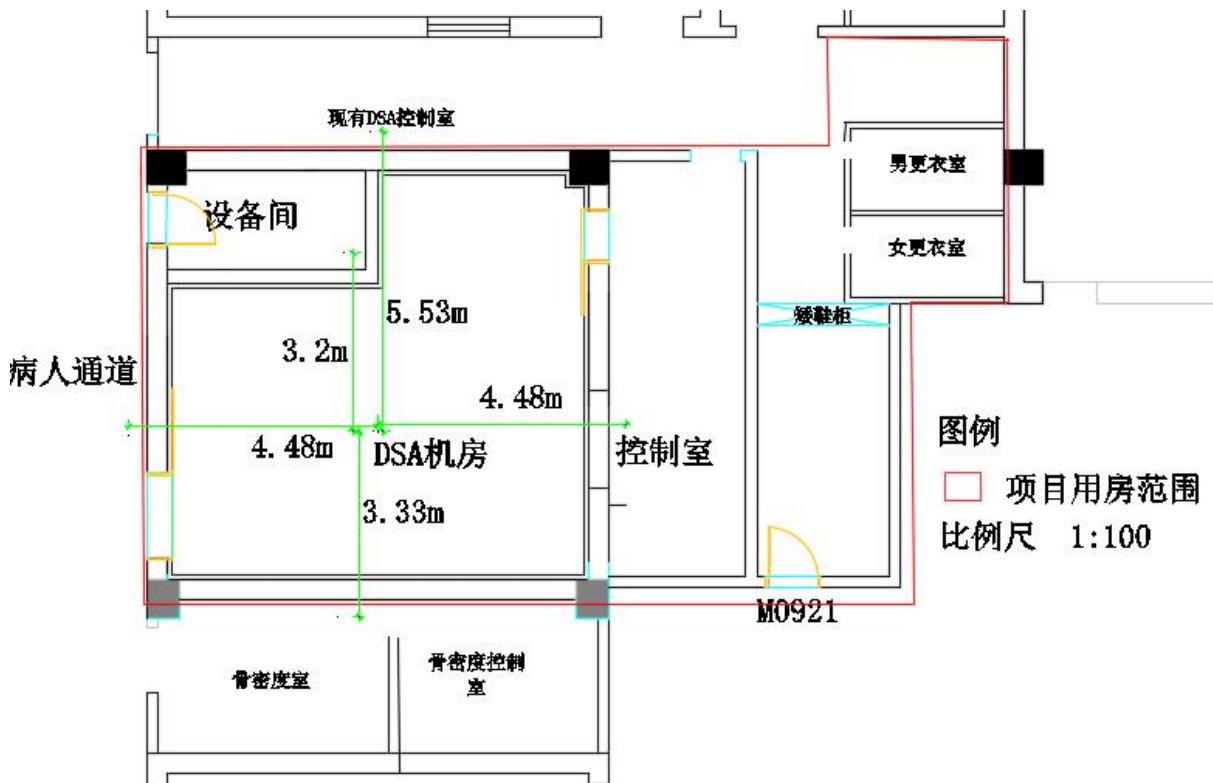 现有DSA控制室
男更衣室
设备间
女更衣室
5.53m
矮鞋柜
3.2m
病人通道
4.48m
4.48m
DSA机房
控制室
图例
项目用房范围
3.33m
比例尺 1:100
M0921
骨密度室
骨密度控制
室